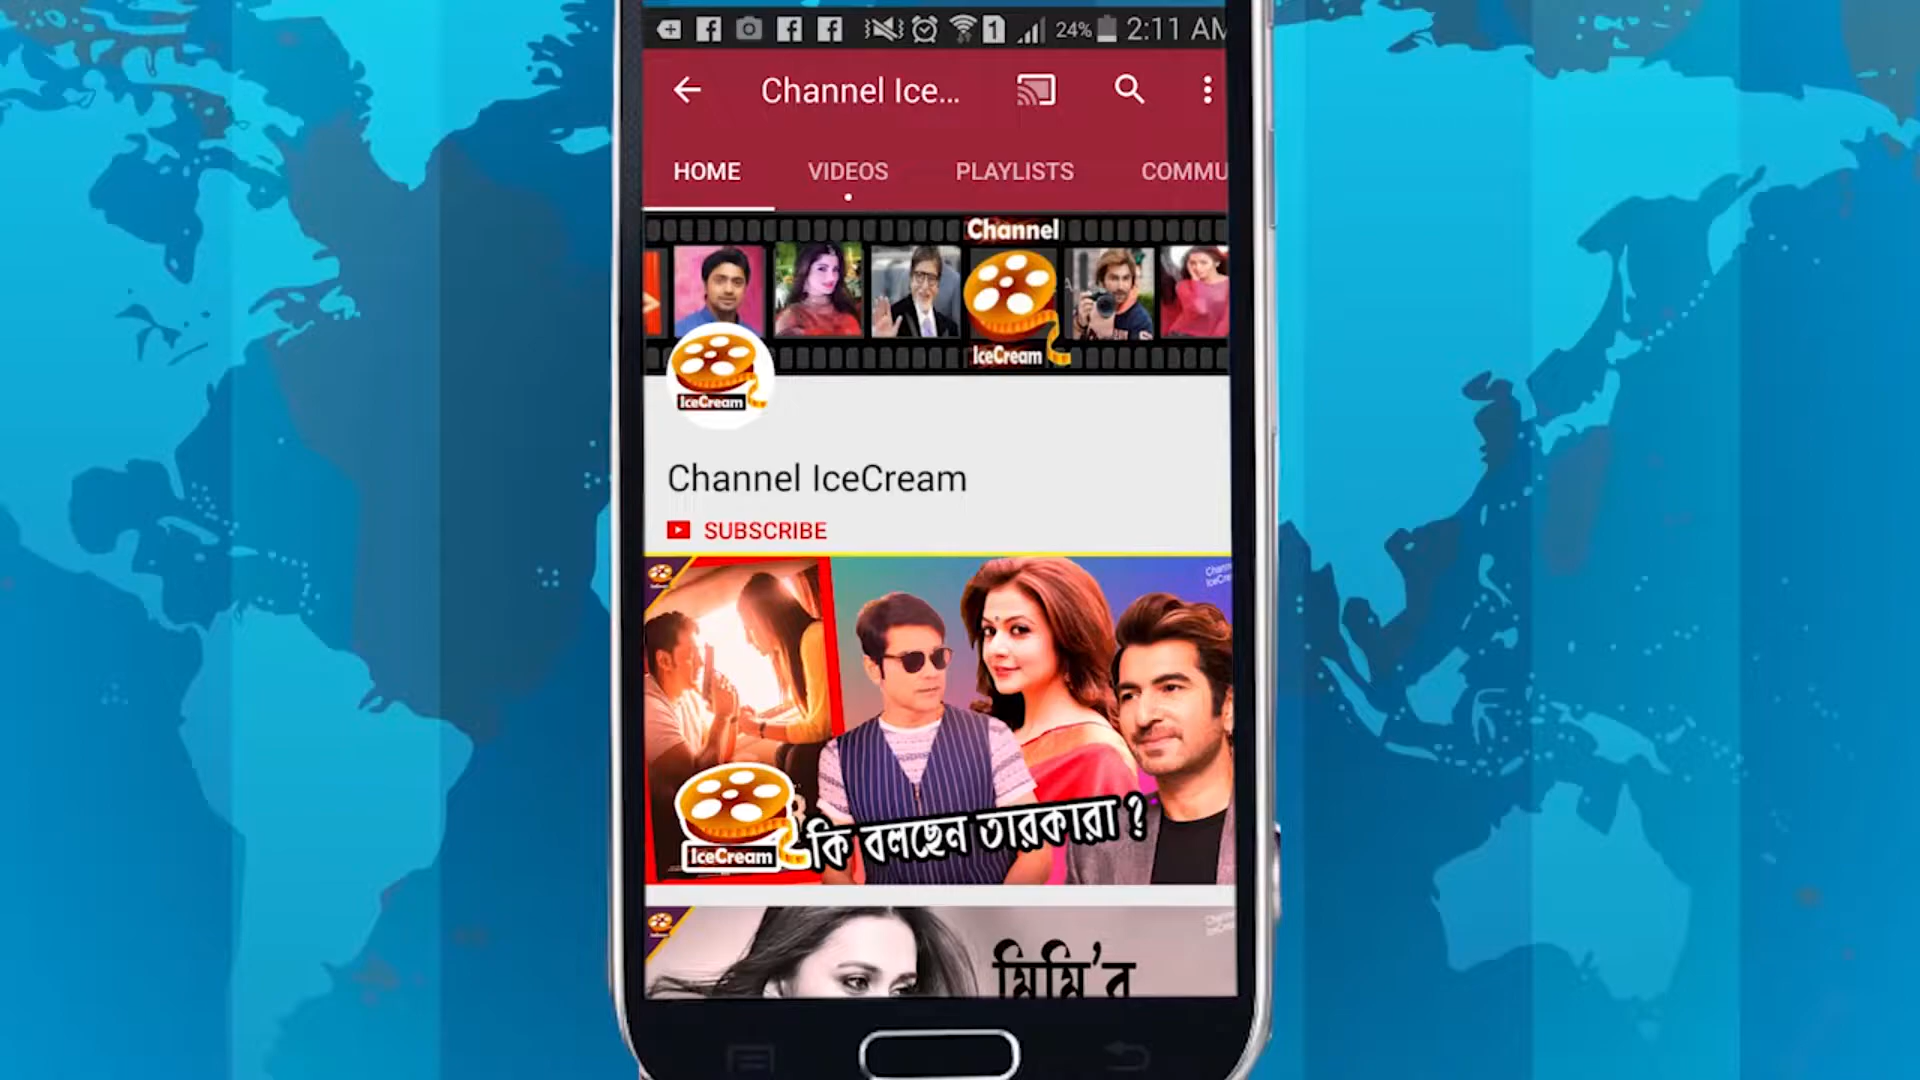 24% 2:11 AM
Channel Ice...
HOME VIDEOS PLAYLISTS COMMU
Channel
IceCream
IceCream
Channel IceCream
SUBSCRIBE
কি বলছেন তারকারা ?
IceCream
মিমি'র